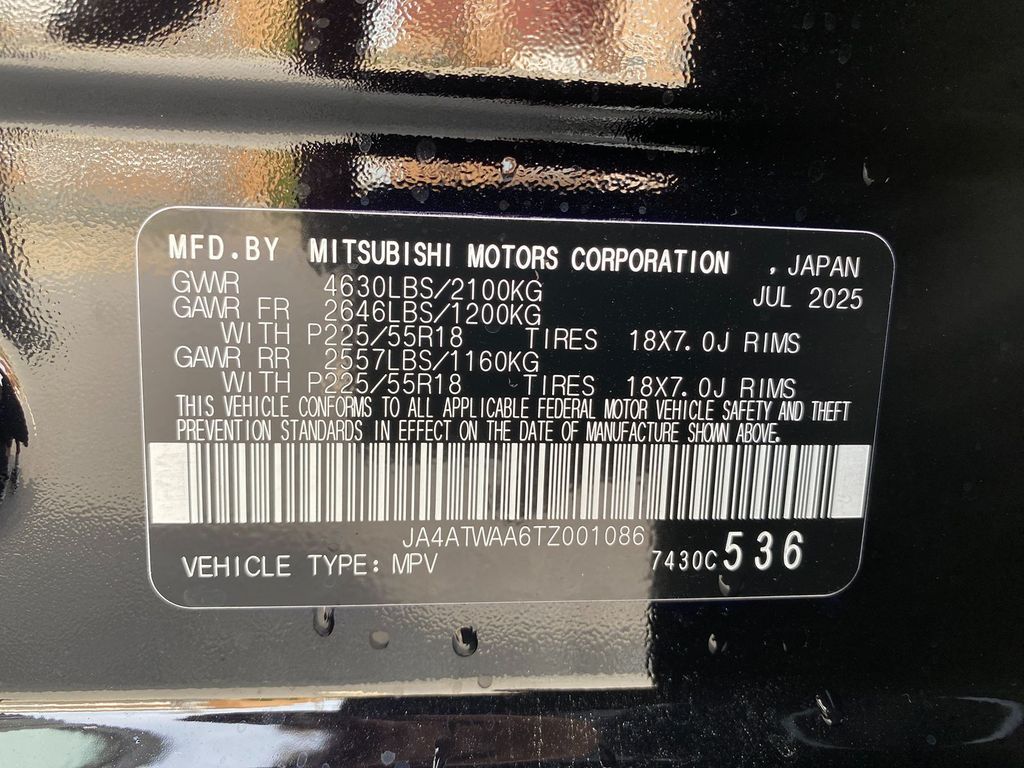 MFD.BY MITSUBISHI MOTORS CORPORATION , JAPAN
GVWR 4630LBS/2100KG JUL 2025
GAWR FR 2646LBS/1200KG
WITH P225/55R18 TIRES 18X7.0J RIMS
GAWR RR 2557LBS/1160KG
WITH P225/55R18 TIRES 18X7.0J RIMS
THIS VEHICLE CONFORMS TO ALL APPLICABLE FEDERAL MOTOR VEHICLE SAFETY AND THEFT
PREVENTION STANDARDS IN EFFECT ON THE DATE OF MANUFACTURE SHOWN ABOVE.
JA4ATWAA6TZ001086
VEHICLE TYPE: MPV 7430C 536